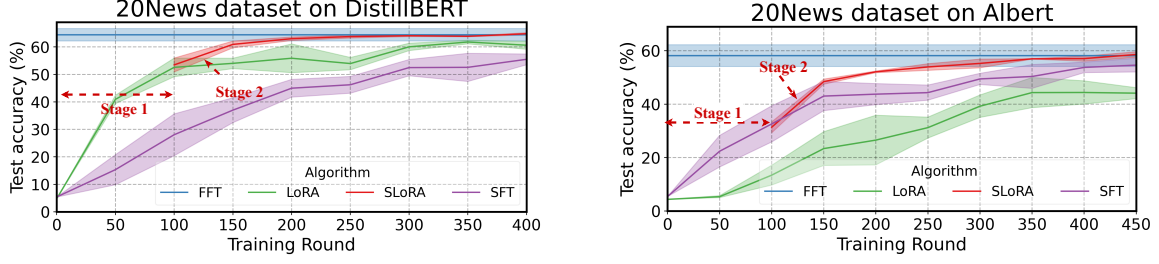 20News dataset on DistillBERT
Test accuracy (%)
60
50
40
30
20
10
0
Stage 1
Stage 2
Algorithm
FFT
LoRA
SLoRA
SFT
0 50 100 150 200 250 300 350 400
Training Round
20News dataset on Albert
Test accuracy (%)
60
40
20
0
Stage 2
Stage 1
Algorithm
FFT
LoRA
SLoRA
SFT
0 50 100 150 200 250 300 350 400 450
Training Round